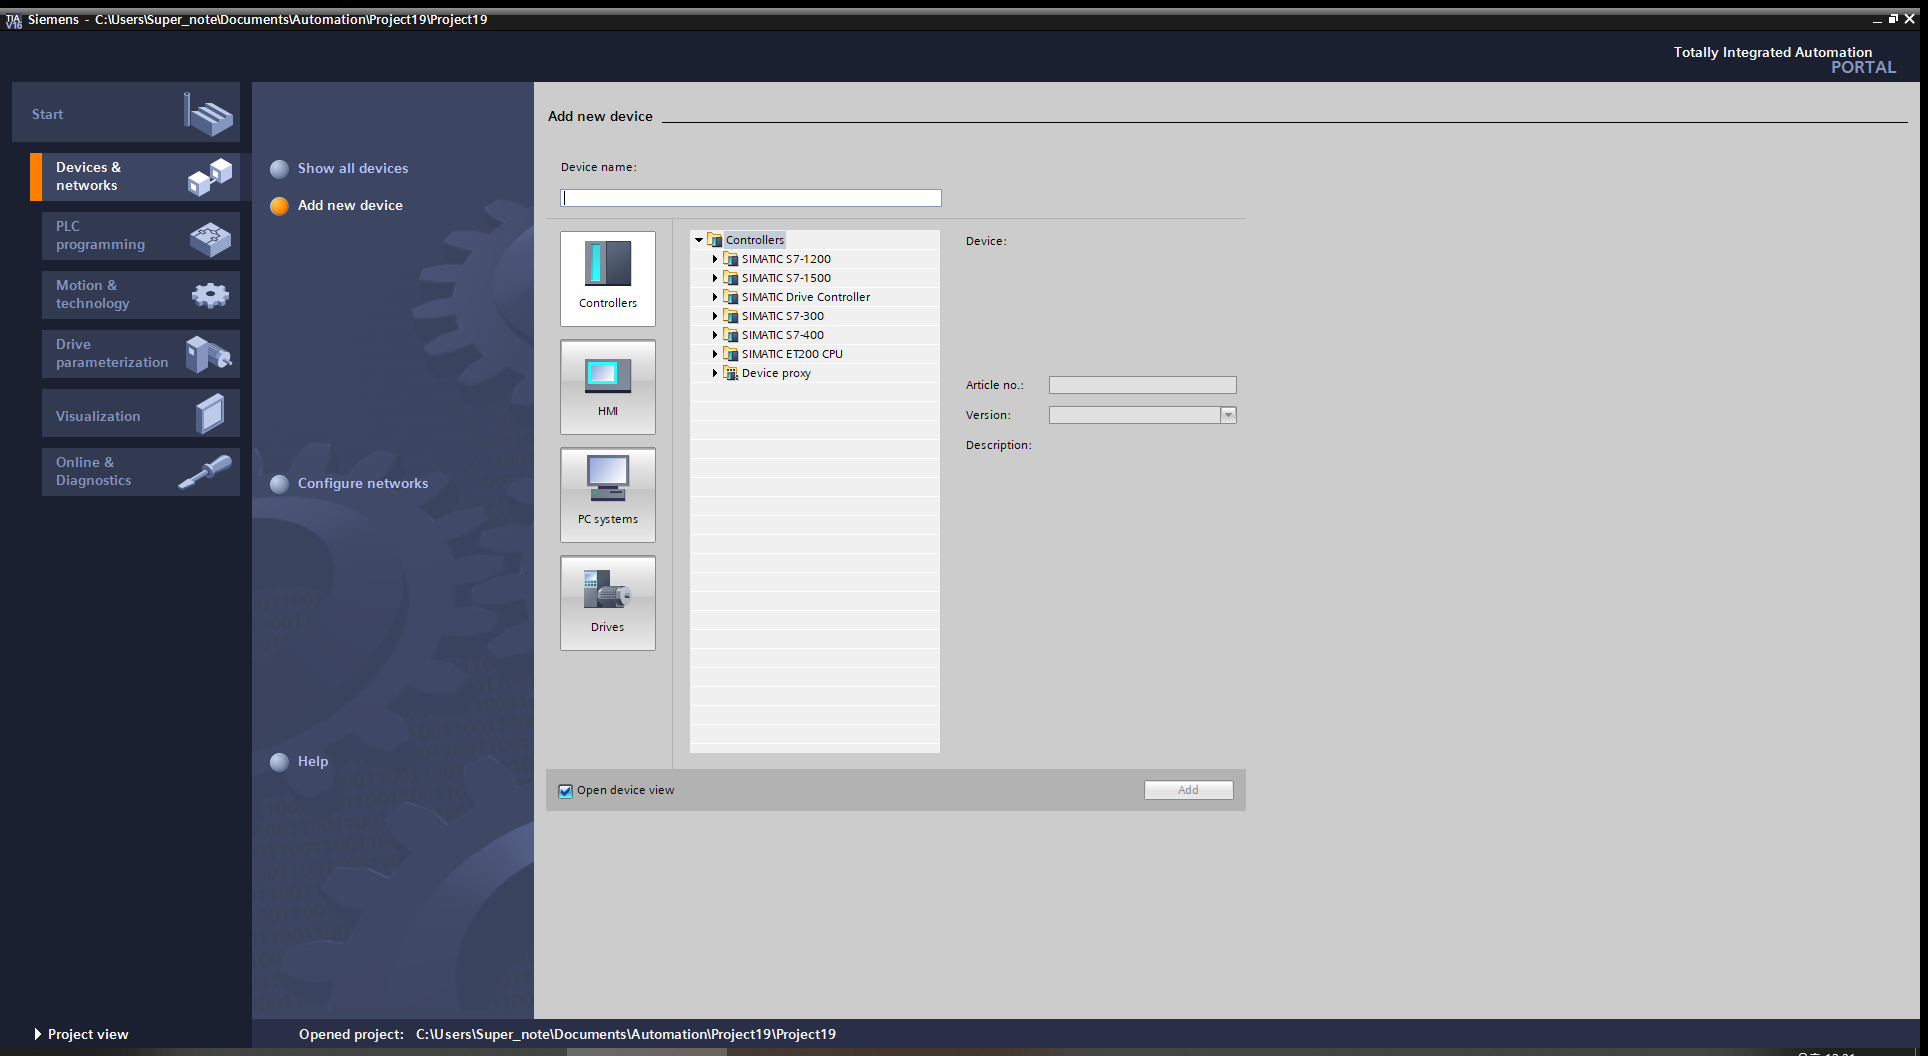 TIA V16 Siemens - C:\Users\Super_note\Documents\Automation\Project19\Project19
Totally Integrated Automation
PORTAL
Start
Devices &
networks
PLC
programming
Motion &
technology
Drive
parameterization
Visualization
Online &
Diagnostics
Show all devices
Add new device
Configure networks
Help
Add new device
Device name:
Controllers
HMI
PC systems
Drives
Controllers
SIMATIC S7-1200
SIMATIC S7-1500
SIMATIC Drive Controller
SIMATIC S7-300
SIMATIC S7-400
SIMATIC ET200 CPU
Device proxy
Device:
Article no.:
Version:
Description:
Open device view
Add
Project view
Opened project: C:\Users\Super_note\Documents\Automation\Project19\Project19